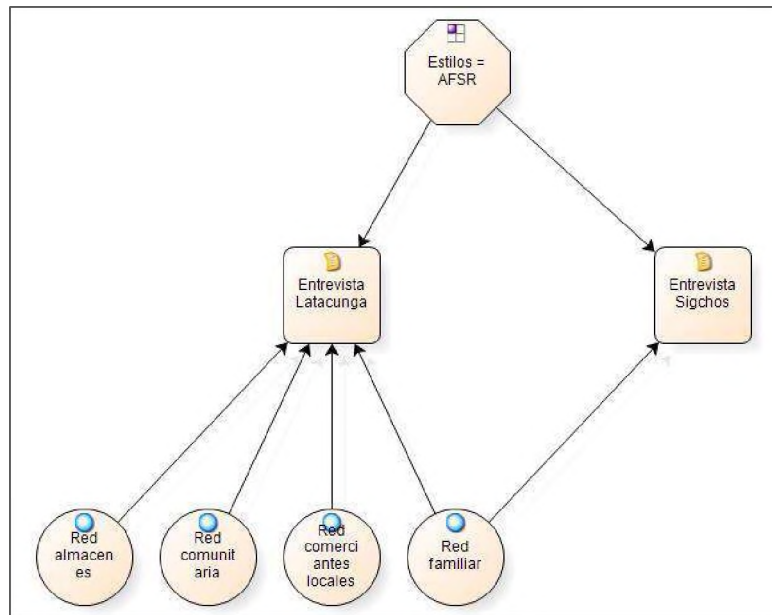 Estilos =
AFSR
Entrevista
Latacunga
Entrevista
Sigchos
Red
almacen
es
Red
comunit
aria
Red
comerci
antes
locales
Red
familiar